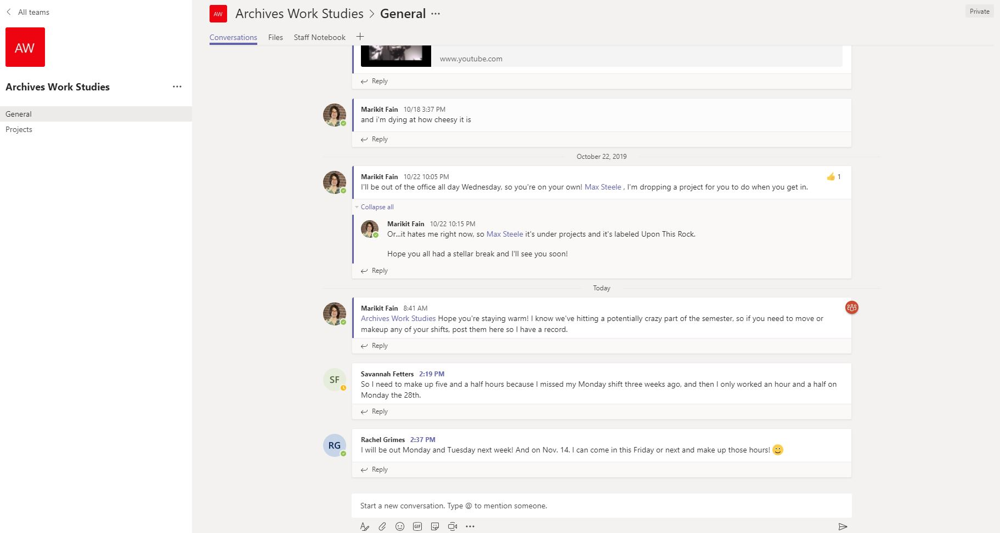 All teams
AW
Archives Work Studies
General
Projects
AW Archives Work Studies > General ···
Private
Conversations Files Staff Notebook +
www.youtube.com
Reply
Marikit Fain 10/18 3:37 PM
and i'm dying at how cheesy it is
Reply
October 22, 2019
Marikit Fain 10/22 10:05 PM 1
I'll be out of the office all day Wednesday, so you're on your own! Max Steele , I'm dropping a project for you to do when you get in.
Collapse all
Marikit Fain 10/22 10:15 PM
Or...it hates me right now, so Max Steele it's under projects and it's labeled Upon This Rock.
Hope you all had a stellar break and I'll see you soon!
Reply
Today
Marikit Fain 8:41 AM
Archives Work Studies Hope you're staying warm! I know we've hitting a potentially crazy part of the semester, so if you need to move or
makeup any of your shifts, post them here so I have a record.
Reply
SF
Savannah Fetters 2:19 PM
So I need to make up five and a half hours because I missed my Monday shift three weeks ago, and then I only worked an hour and a half on
Monday the 28th.
Reply
RG
Rachel Grimes 2:37 PM
I will be out Monday and Tuesday next week! And on Nov. 14. I can come in this Friday or next and make up those hours!
Reply
Start a new conversation. Type @ to mention someone.
GIF